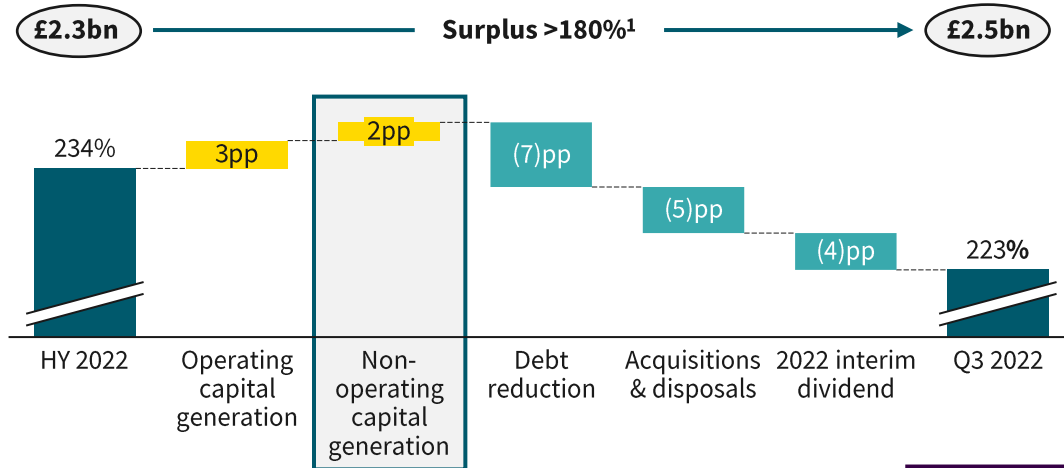 £2.3bn
Surplus >180%¹
£2.5bn
234%
3pp
2pp
(7)pp
(5)pp
(4)pp
223%
HY 2022
Operating
capital
generation
Non-
operating
capital
generation
Debt
reduction
Acquisitions
& disposals
2022 interim
dividend
Q3 2022